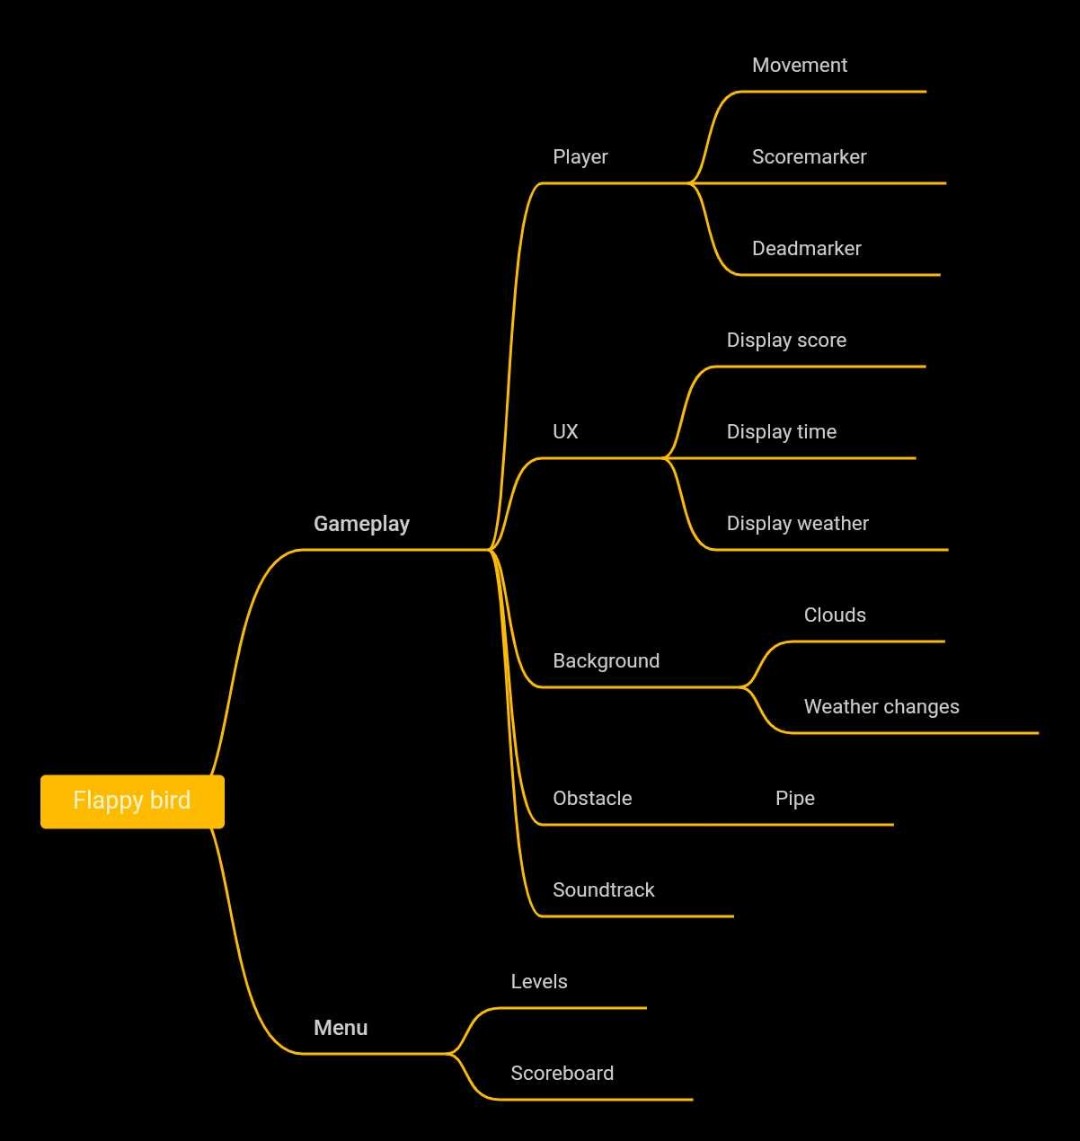 Movement
Player
Scoremarker
Deadmarker
Display score
UX
Display time
Gameplay
Display weather
Clouds
Background
Weather changes
Flappy bird
Obstacle
Pipe
Soundtrack
Levels
Menu
Scoreboard